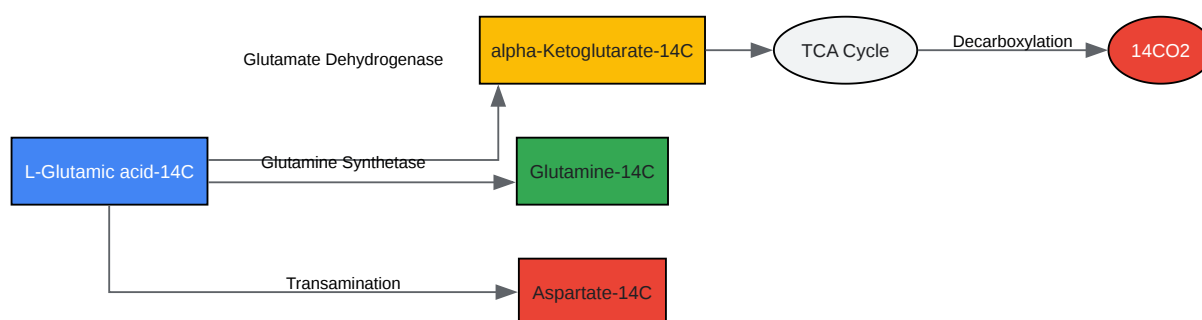 Glutamate Dehydrogenase
alpha-Ketoglutarate-14C
TCA Cycle
Decarboxylation
14CO2
L-Glutamic acid-14C
Glutamine Synthetase
Glutamine-14C
Transamination
Aspartate-14C